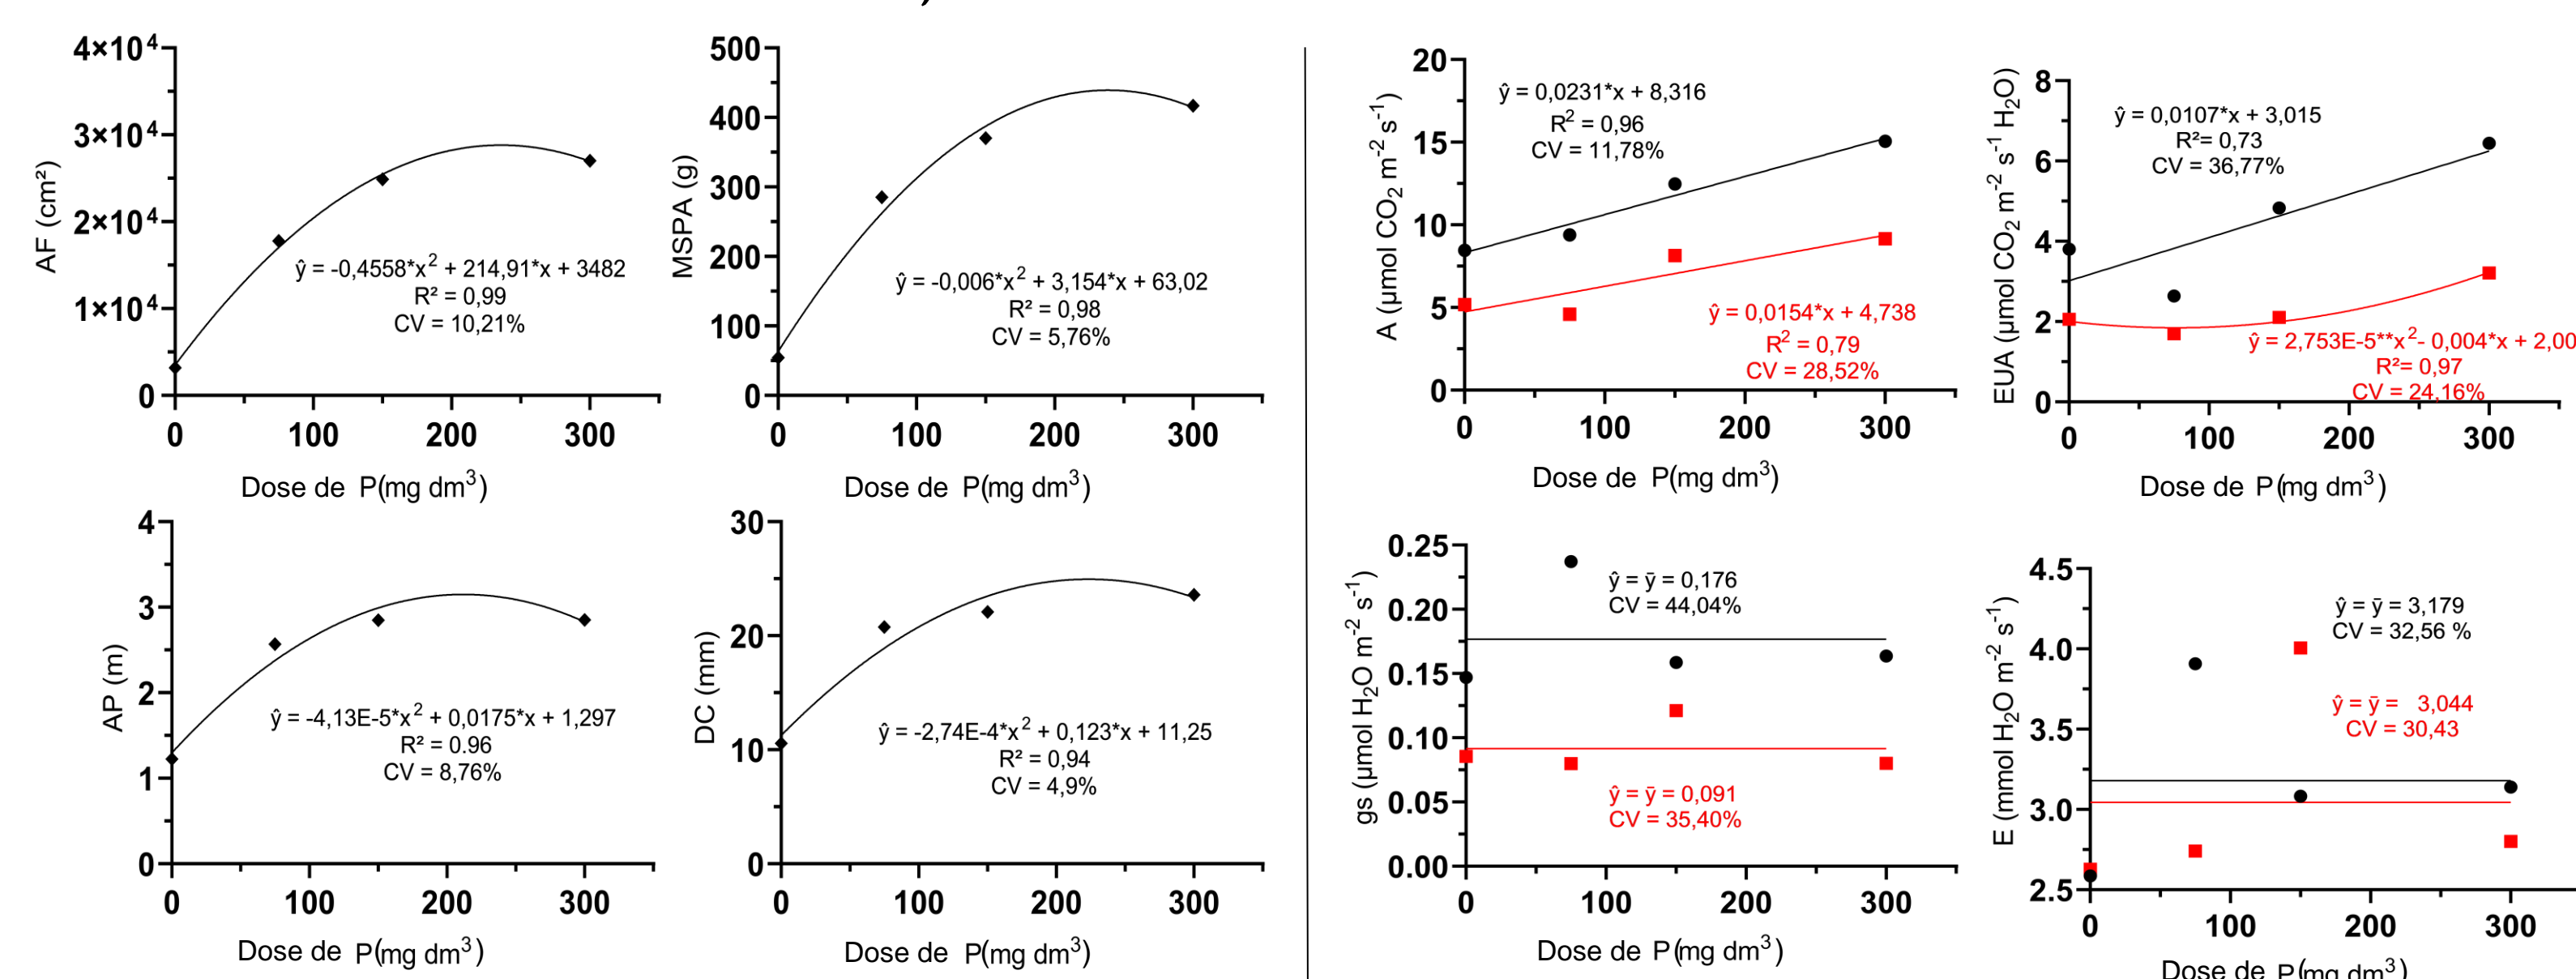 4×10⁴
3×10⁴
2×10⁴
1×10⁴
0
AF (cm²)
ŷ = -0,4558*x² + 214,91*x + 3482
R² = 0,99
CV = 10,21%
0 100 200 300
Dose de P(mg dm³)
500
400
300
200
100
0
MSPA (g)
ŷ = -0,006*x² + 3,154*x + 63,02
R² = 0,98
CV = 5,76%
0 100 200 300
Dose de P(mg dm³)
4
3
2
1
0
AP (m)
ŷ = -4,13E-5*x² + 0,0175*x + 1,297
R² = 0.96
CV = 8,76%
0 100 200 300
Dose de P(mg dm³)
30
20
10
0
DC (mm)
ŷ = -2,74E-4*x² + 0,123*x + 11,25
R² = 0,94
CV = 4,9%
0 100 200 300
Dose de P(mg dm³)
20
15
10
5
0
A (μmol CO₂ m⁻² s⁻¹)
ŷ = 0,0231*x + 8,316
R² = 0,96
CV = 11,78%
ŷ = 0,0154*x + 4,738
R² = 0,79
CV = 28,52%
0 100 200 300
Dose de P(mg dm³)
8
6
4
2
0
EUA (μmol CO₂ m⁻² s⁻¹ H₂O)
ŷ = 0,0107*x + 3,015
R²= 0,73
CV = 36,77%
ŷ = 2,753E-5**x²- 0,004*x + 2,00
R²= 0,97
CV = 24,16%
0 100 200 300
Dose de P(mg dm³)
0.25
0.20
0.15
0.10
0.05
0.00
gs (μmol H₂O m⁻² s⁻¹)
ŷ = ȳ = 0,176
CV = 44,04%
ŷ = ȳ = 0,091
CV = 35,40%
0 100 200 300
Dose de P(mg dm³)
4.5
4.0
3.5
3.0
2.5
E (mmol H₂O m⁻² s⁻¹)
ŷ = ȳ = 3,179
CV = 32,56 %
ŷ = ȳ = 3,044
CV = 30,43
0 100 200 300
Dose de P(mg dm³)